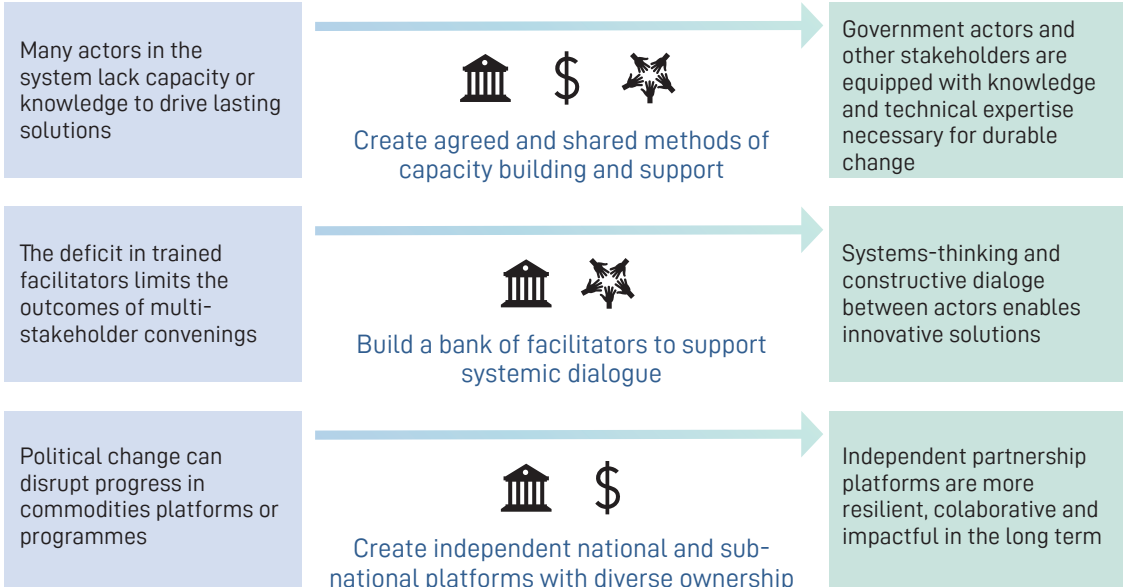 Many actors in the
system lack capacity or
knowledge to drive lasting
solutions
$
Create agreed and shared methods of
capacity building and support
Government actors and
other stakeholders are
equipped with knowledge
and technical expertise
necessary for durable
change
The deficit in trained
facilitators limits the
outcomes of multi-
stakeholder convenings
Build a bank of facilitators to support
systemic dialogue
Systems-thinking and
constructive dialoge
between actors enables
innovative solutions
Political change can
disrupt progress in
commodities platforms or
programmes
$
Create independent national and sub-
national platforms with diverse ownership
Independent partnership
platforms are more
resilient, colaborative and
impactful in the long term